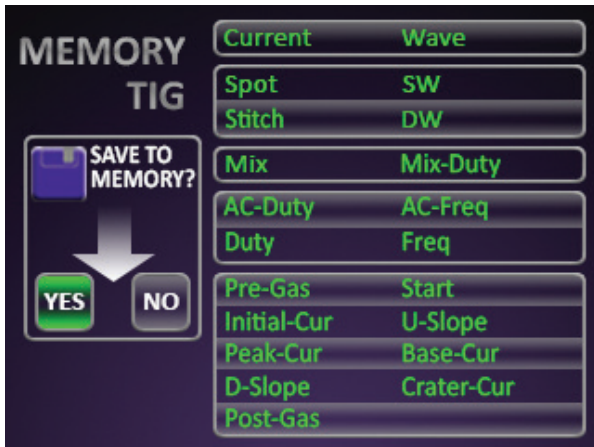 MEMORY
TIG
SAVE TO
MEMORY?
YES NO
Current Wave
Spot SW
Stitch DW
Mix Mix-Duty
AC-Duty AC-Freq
Duty Freq
Pre-Gas Start
Initial-Cur U-Slope
Peak-Cur Base-Cur
D-Slope Crater-Cur
Post-Gas